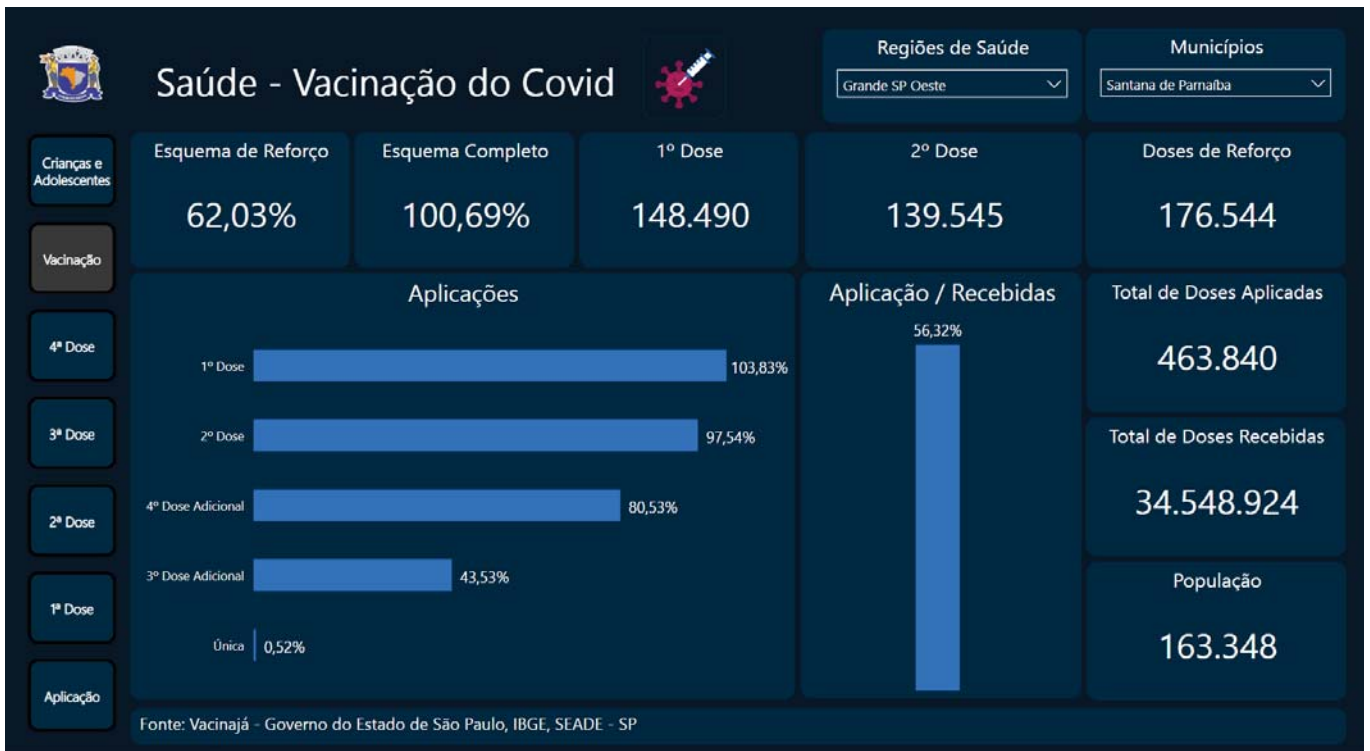 Saúde - Vacinação do Covid
Regiões de Saúde
Grande SP Oeste
Municípios
Santana de Parnaíba
Crianças e
Adolescentes
Vacinação
4ª Dose
3ª Dose
2ª Dose
1ª Dose
Aplicação
Esquema de Reforço
62,03%
Esquema Completo
100,69%
1º Dose
148.490
2º Dose
139.545
Doses de Reforço
176.544
Aplicações
1º Dose 103,83%
2º Dose 97,54%
4º Dose Adicional 80,53%
3º Dose Adicional 43,53%
Única 0,52%
Aplicação / Recebidas
56,32%
Total de Doses Aplicadas
463.840
Total de Doses Recebidas
34.548.924
População
163.348
Fonte: Vacinajá - Governo do Estado de São Paulo, IBGE, SEADE - SP